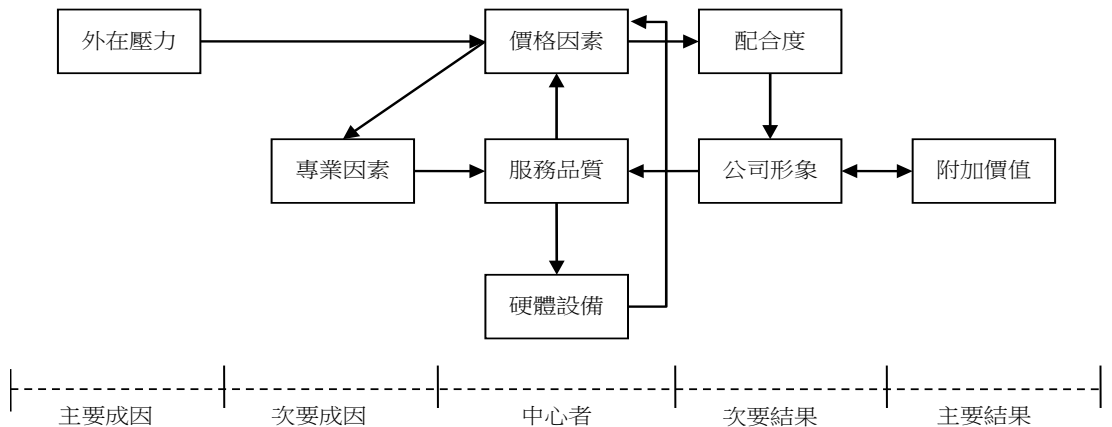 外在壓力
價格因素
配合度
專業因素
服務品質
公司形象
附加價值
硬體設備
主要成因
次要成因
中心者
次要結果
主要結果